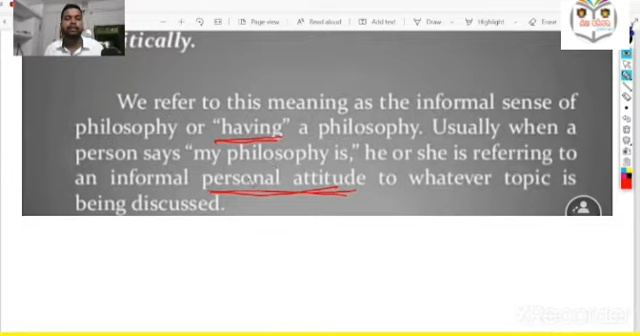 Page view Read aloud Add text Draw Highlight Erase
itically.
We refer to this meaning as the informal sense of
philosophy or “having” a philosophy. Usually when a
person says “my philosophy is,” he or she is referring to
an informal personal attitude to whatever topic is
being discussed.
XRecorder